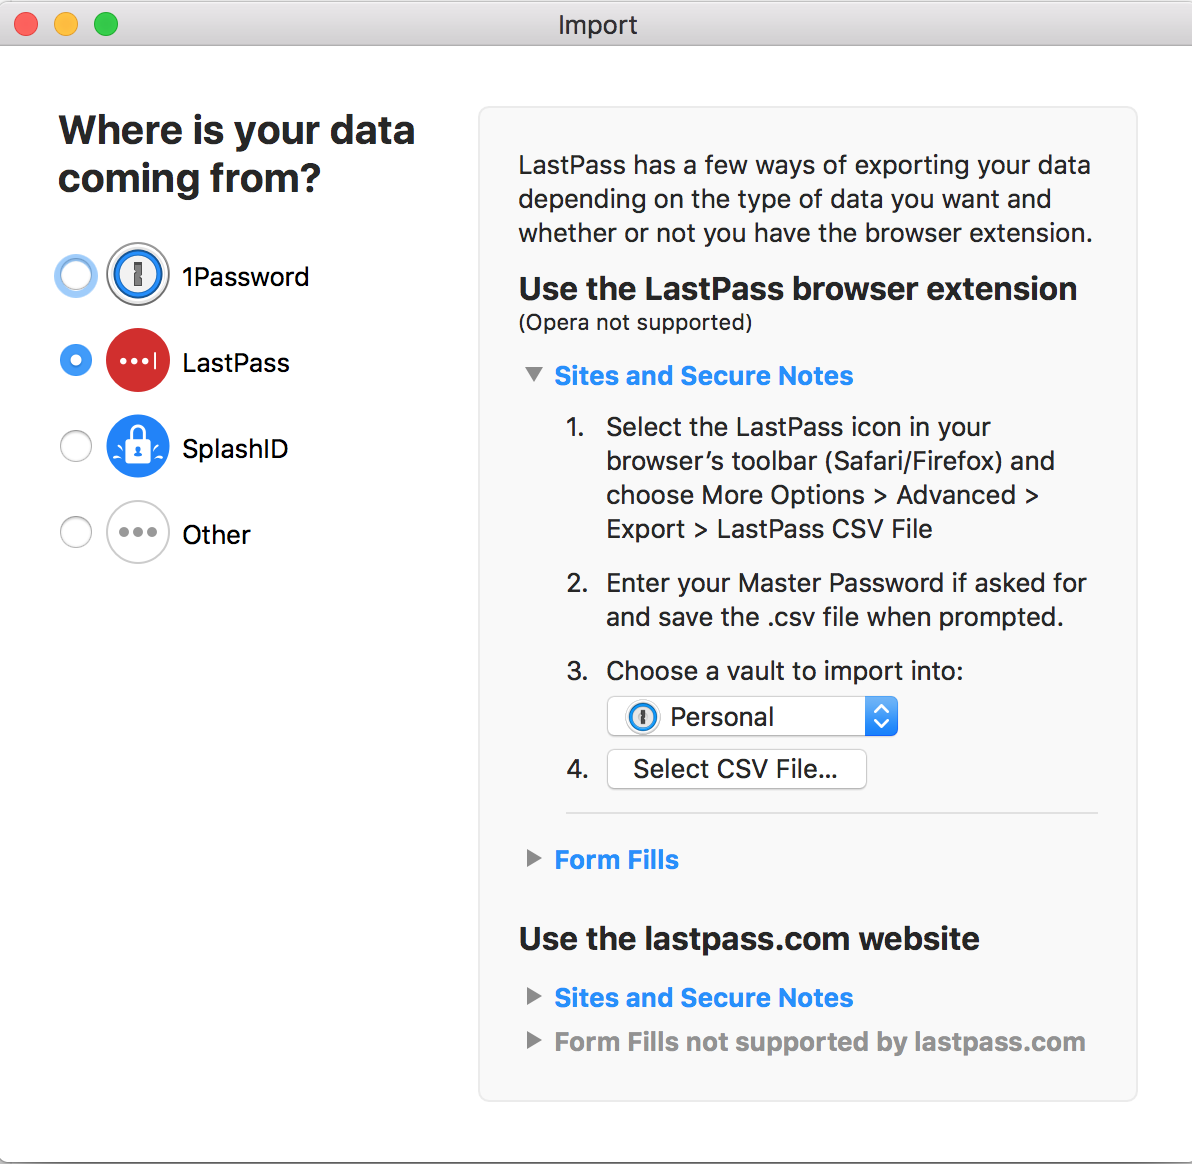 Import
Where is your data
coming from?
1Password
LastPass
SplashID
Other
LastPass has a few ways of exporting your data
depending on the type of data you want and
whether or not you have the browser extension.
Use the LastPass browser extension
(Opera not supported)
Sites and Secure Notes
1. Select the LastPass icon in your
browser’s toolbar (Safari/Firefox) and
choose More Options > Advanced >
Export > LastPass CSV File
2. Enter your Master Password if asked for
and save the .csv file when prompted.
3. Choose a vault to import into:
Personal
4. Select CSV File...
Form Fills
Use the lastpass.com website
Sites and Secure Notes
Form Fills not supported by lastpass.com